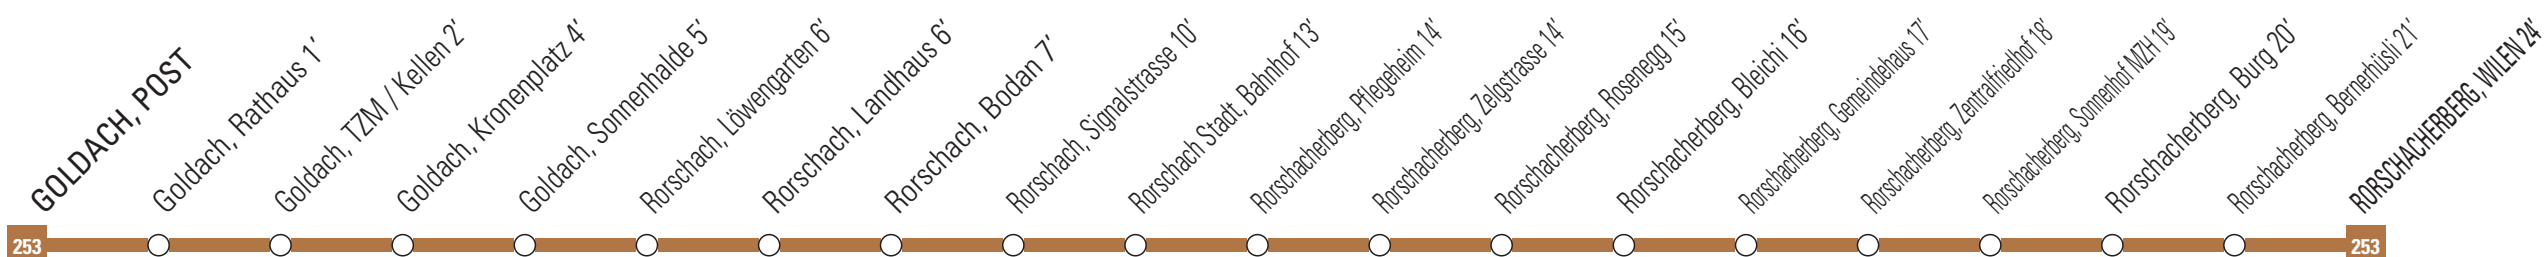 GOLDACH, POST
Goldach, Rathaus 1’
Goldach, TZM / Kellen 2’
Goldach, Kronenplatz 4’
Goldach, Sonnenhalde 5’
Rorschach, Löwengarten 6’
Rorschach, Landhaus 6’
Rorschach, Bodan 7’
Rorschach, Signalstrasse 10’
Rorschach Stadt, Bahnhof 13’
Rorschacherberg, Pflegeheim 14’
Rorschacherberg, Zelgstrasse 14’
Rorschacherberg, Rosenegg 15’
Rorschacherberg, Bleichi 16’
Rorschacherberg, Gemeindehaus 17’
Rorschacherberg, Zentralfriedhof 18’
Rorschacherberg, Sonnenhof MZH 19’
Rorschacherberg, Burg 20’
Rorschacherberg, Bernerhüsli 21’
RORSCHACHERBERG, WILEN 24’
253
253